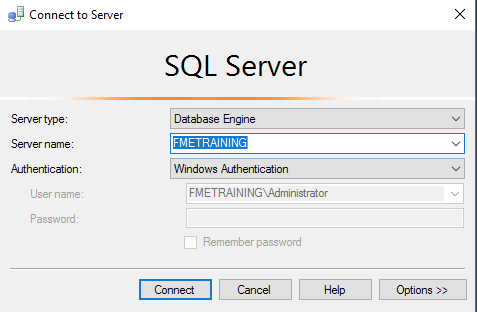 Connect to Server
SQL Server
Server type: Database Engine
Server name: FMETRAINING
Authentication: Windows Authentication
User name: FMETRAINING\Administrator
Password:
Remember password
Connect Cancel Help Options >>